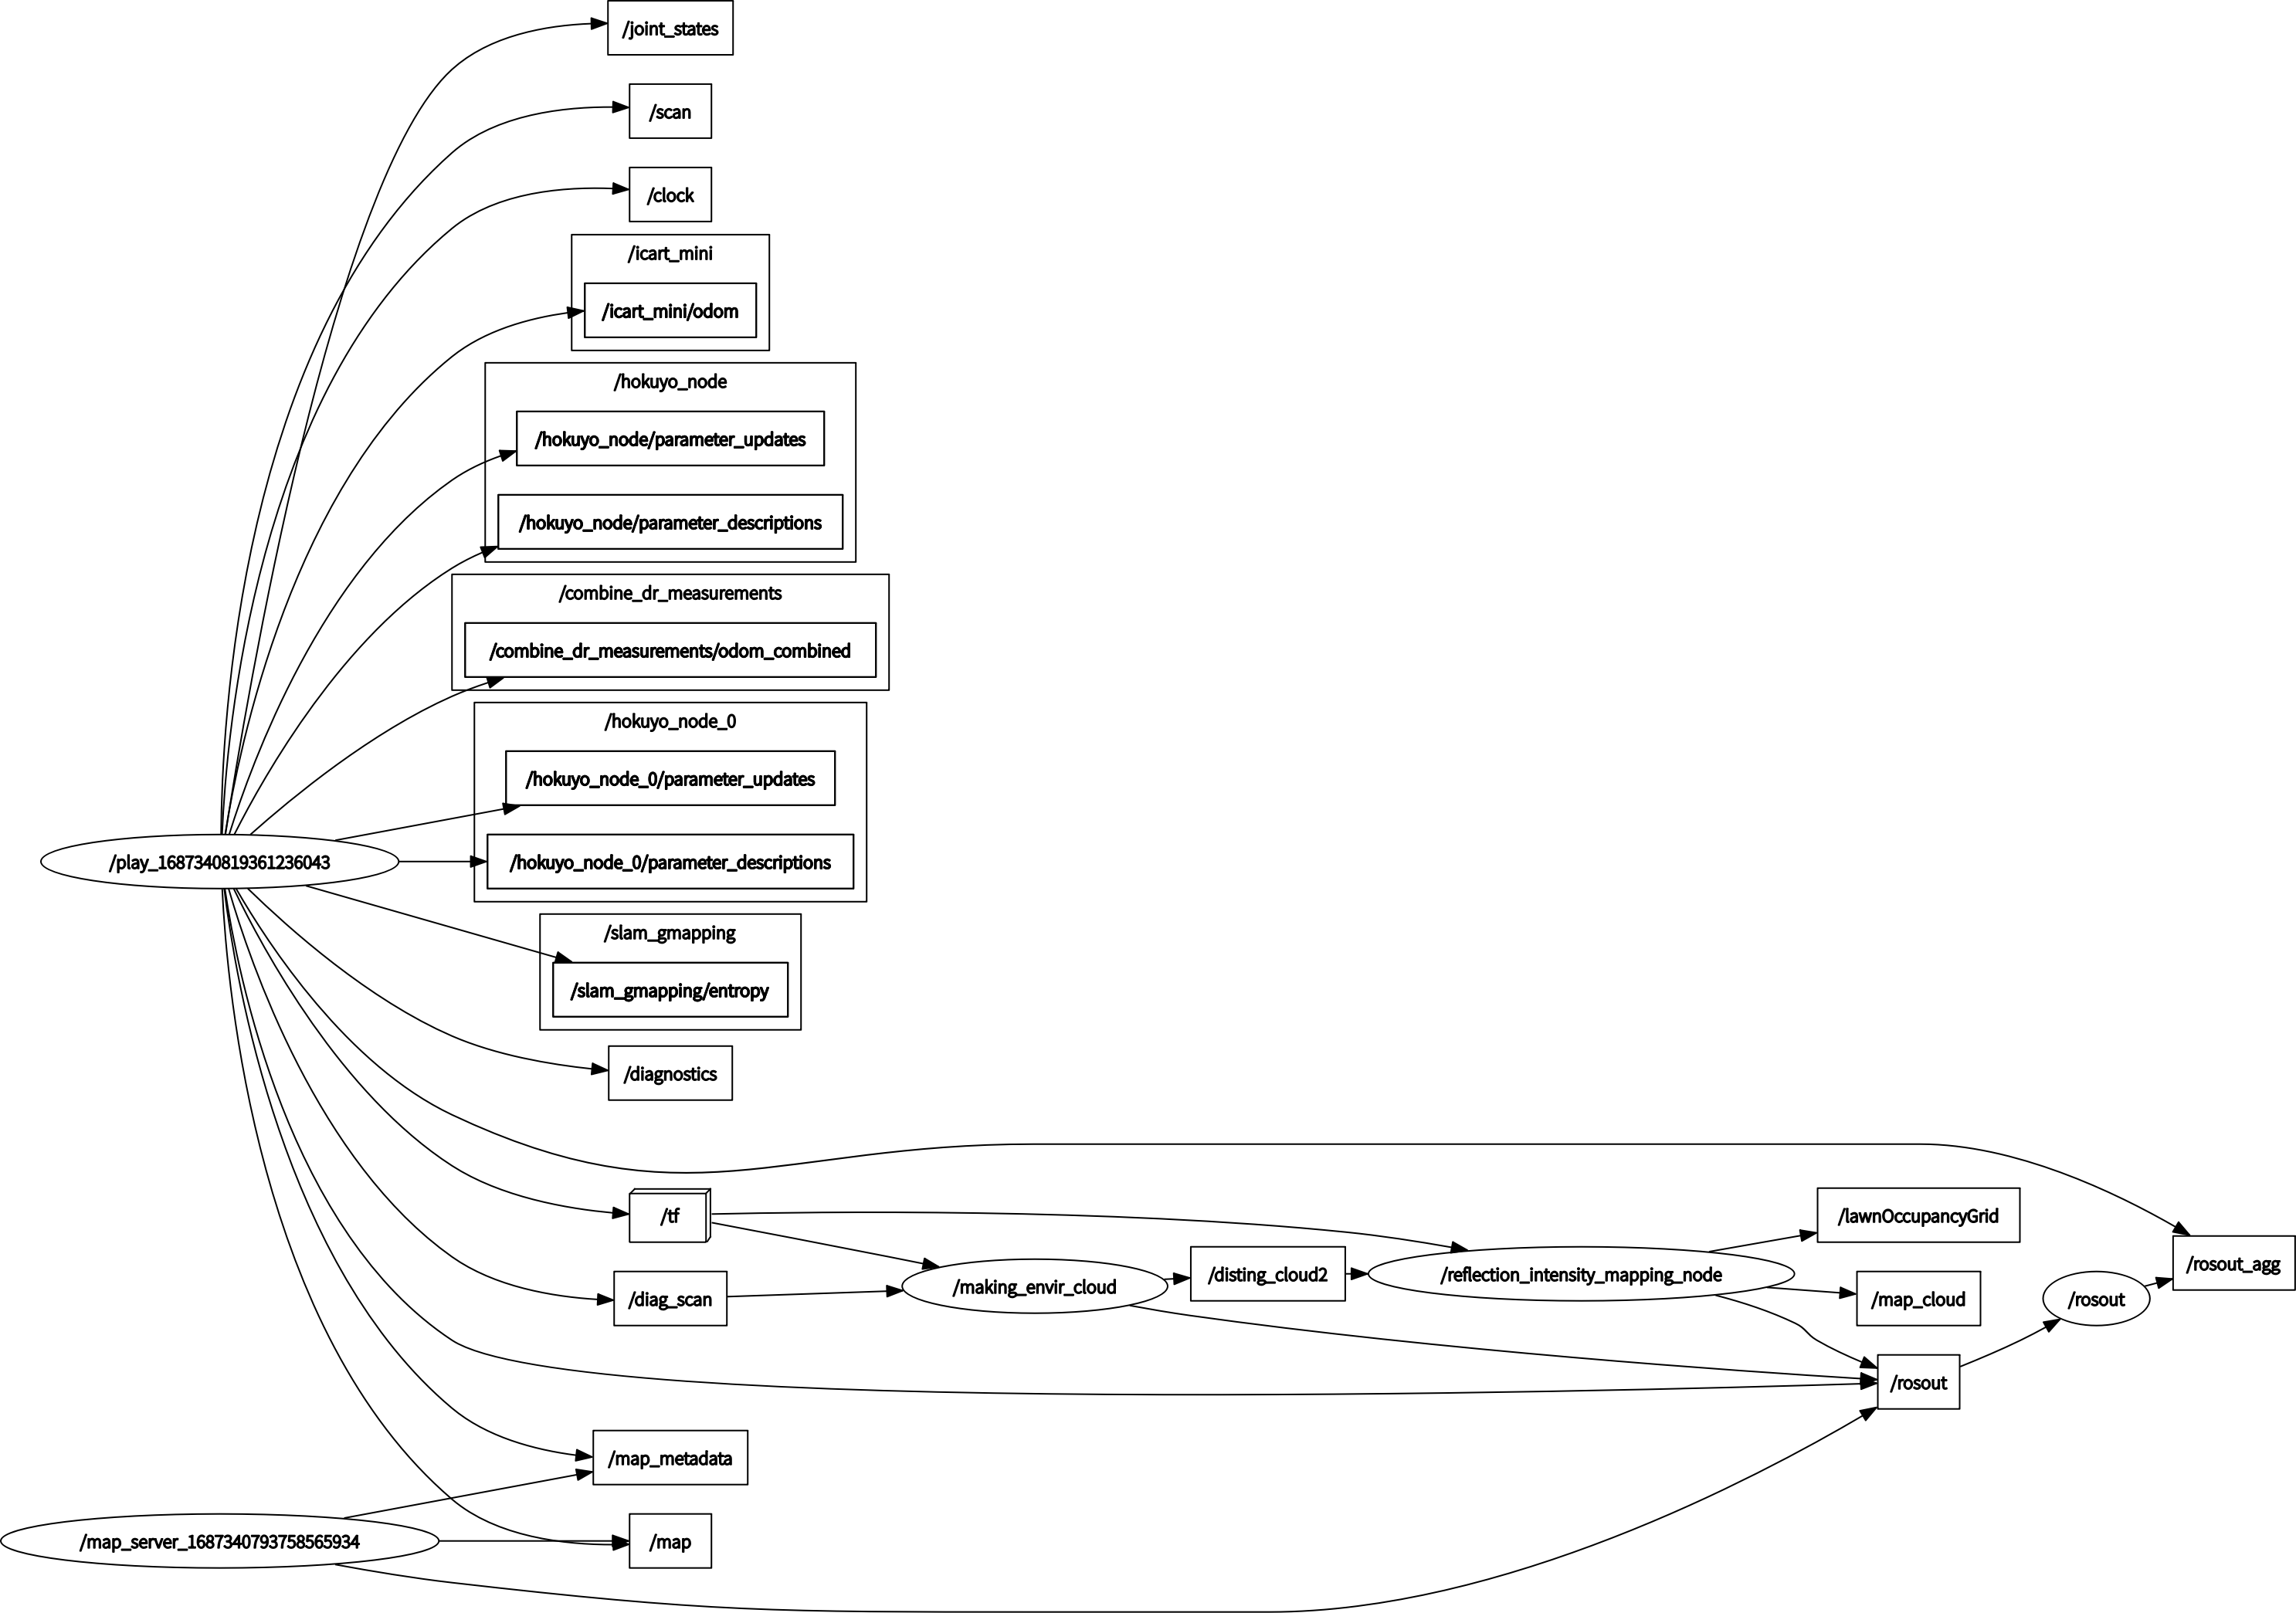 /joint_states
/scan
/clock
/icart_mini
/icart_mini/odom
/hokuyo_node
/hokuyo_node/parameter_updates
/hokuyo_node/parameter_descriptions
/combine_dr_measurements
/combine_dr_measurements/odom_combined
/hokuyo_node_0
/hokuyo_node_0/parameter_updates
/play_1687340819361236043
/hokuyo_node_0/parameter_descriptions
/slam_gmapping
/slam_gmapping/entropy
/diagnostics
/tf
/lawnOccupancyGrid
/rosout_agg
/disting_cloud2
/reflection_intensity_mapping_node
/making_envir_cloud
/diag_scan
/map_cloud
/rosout
/rosout
/map_metadata
/map_server_1687340793758565934
/map